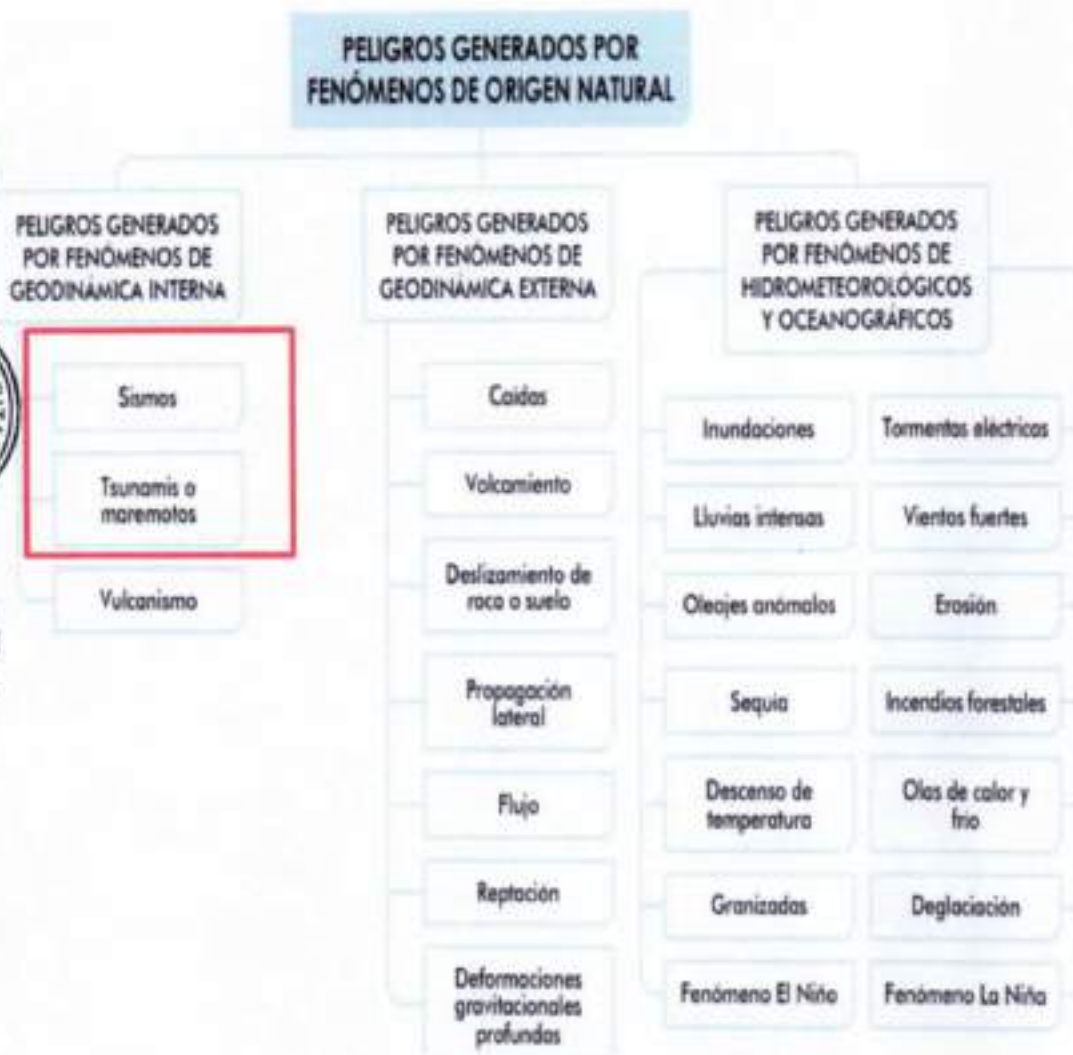 PELIGROS GENERADOS POR
FENÓMENOS DE ORIGEN NATURAL
PELIGROS GENERADOS
POR FENÓMENOS DE
GEODINÁMICA INTERNA
Sismos
Tsunamis o
maremotos
Vulcanismo
PELIGROS GENERADOS
POR FENÓMENOS DE
GEODINÁMICA EXTERNA
Caídas
Volcamiento
Deslizamiento de
roca o suelo
Propagación
lateral
Flujo
Reptación
Deformaciones
gravitacionales
profundas
PELIGROS GENERADOS
POR FENÓMENOS DE
HIDROMETEOROLÓGICOS
Y OCEANOGRÁFICOS
Inundaciones
Lluvias intensas
Oleajes anómalos
Sequía
Descenso de
temperatura
Granizadas
Fenómeno El Niño
Tormentas eléctricas
Vientos fuertes
Erosión
Incendios forestales
Olas de calor y
frío
Deglaciación
Fenómeno La Niña